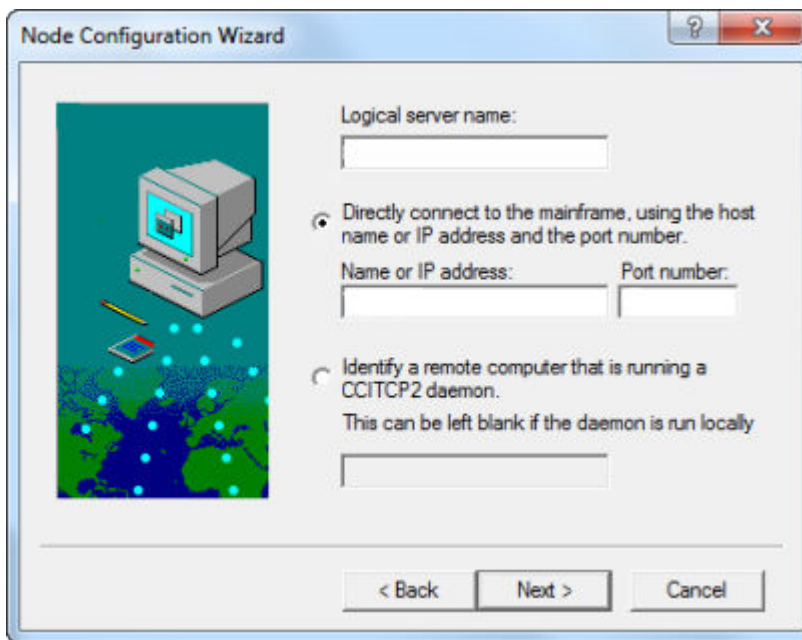 Node Configuration Wizard
?
Logical server name:
Directly connect to the mainframe, using the host
name or IP address and the port number.
Name or IP address: Port number:
Identify a remote computer that is running a
CCITCP2 daemon.
This can be left blank if the daemon is run locally
< Back Next > Cancel